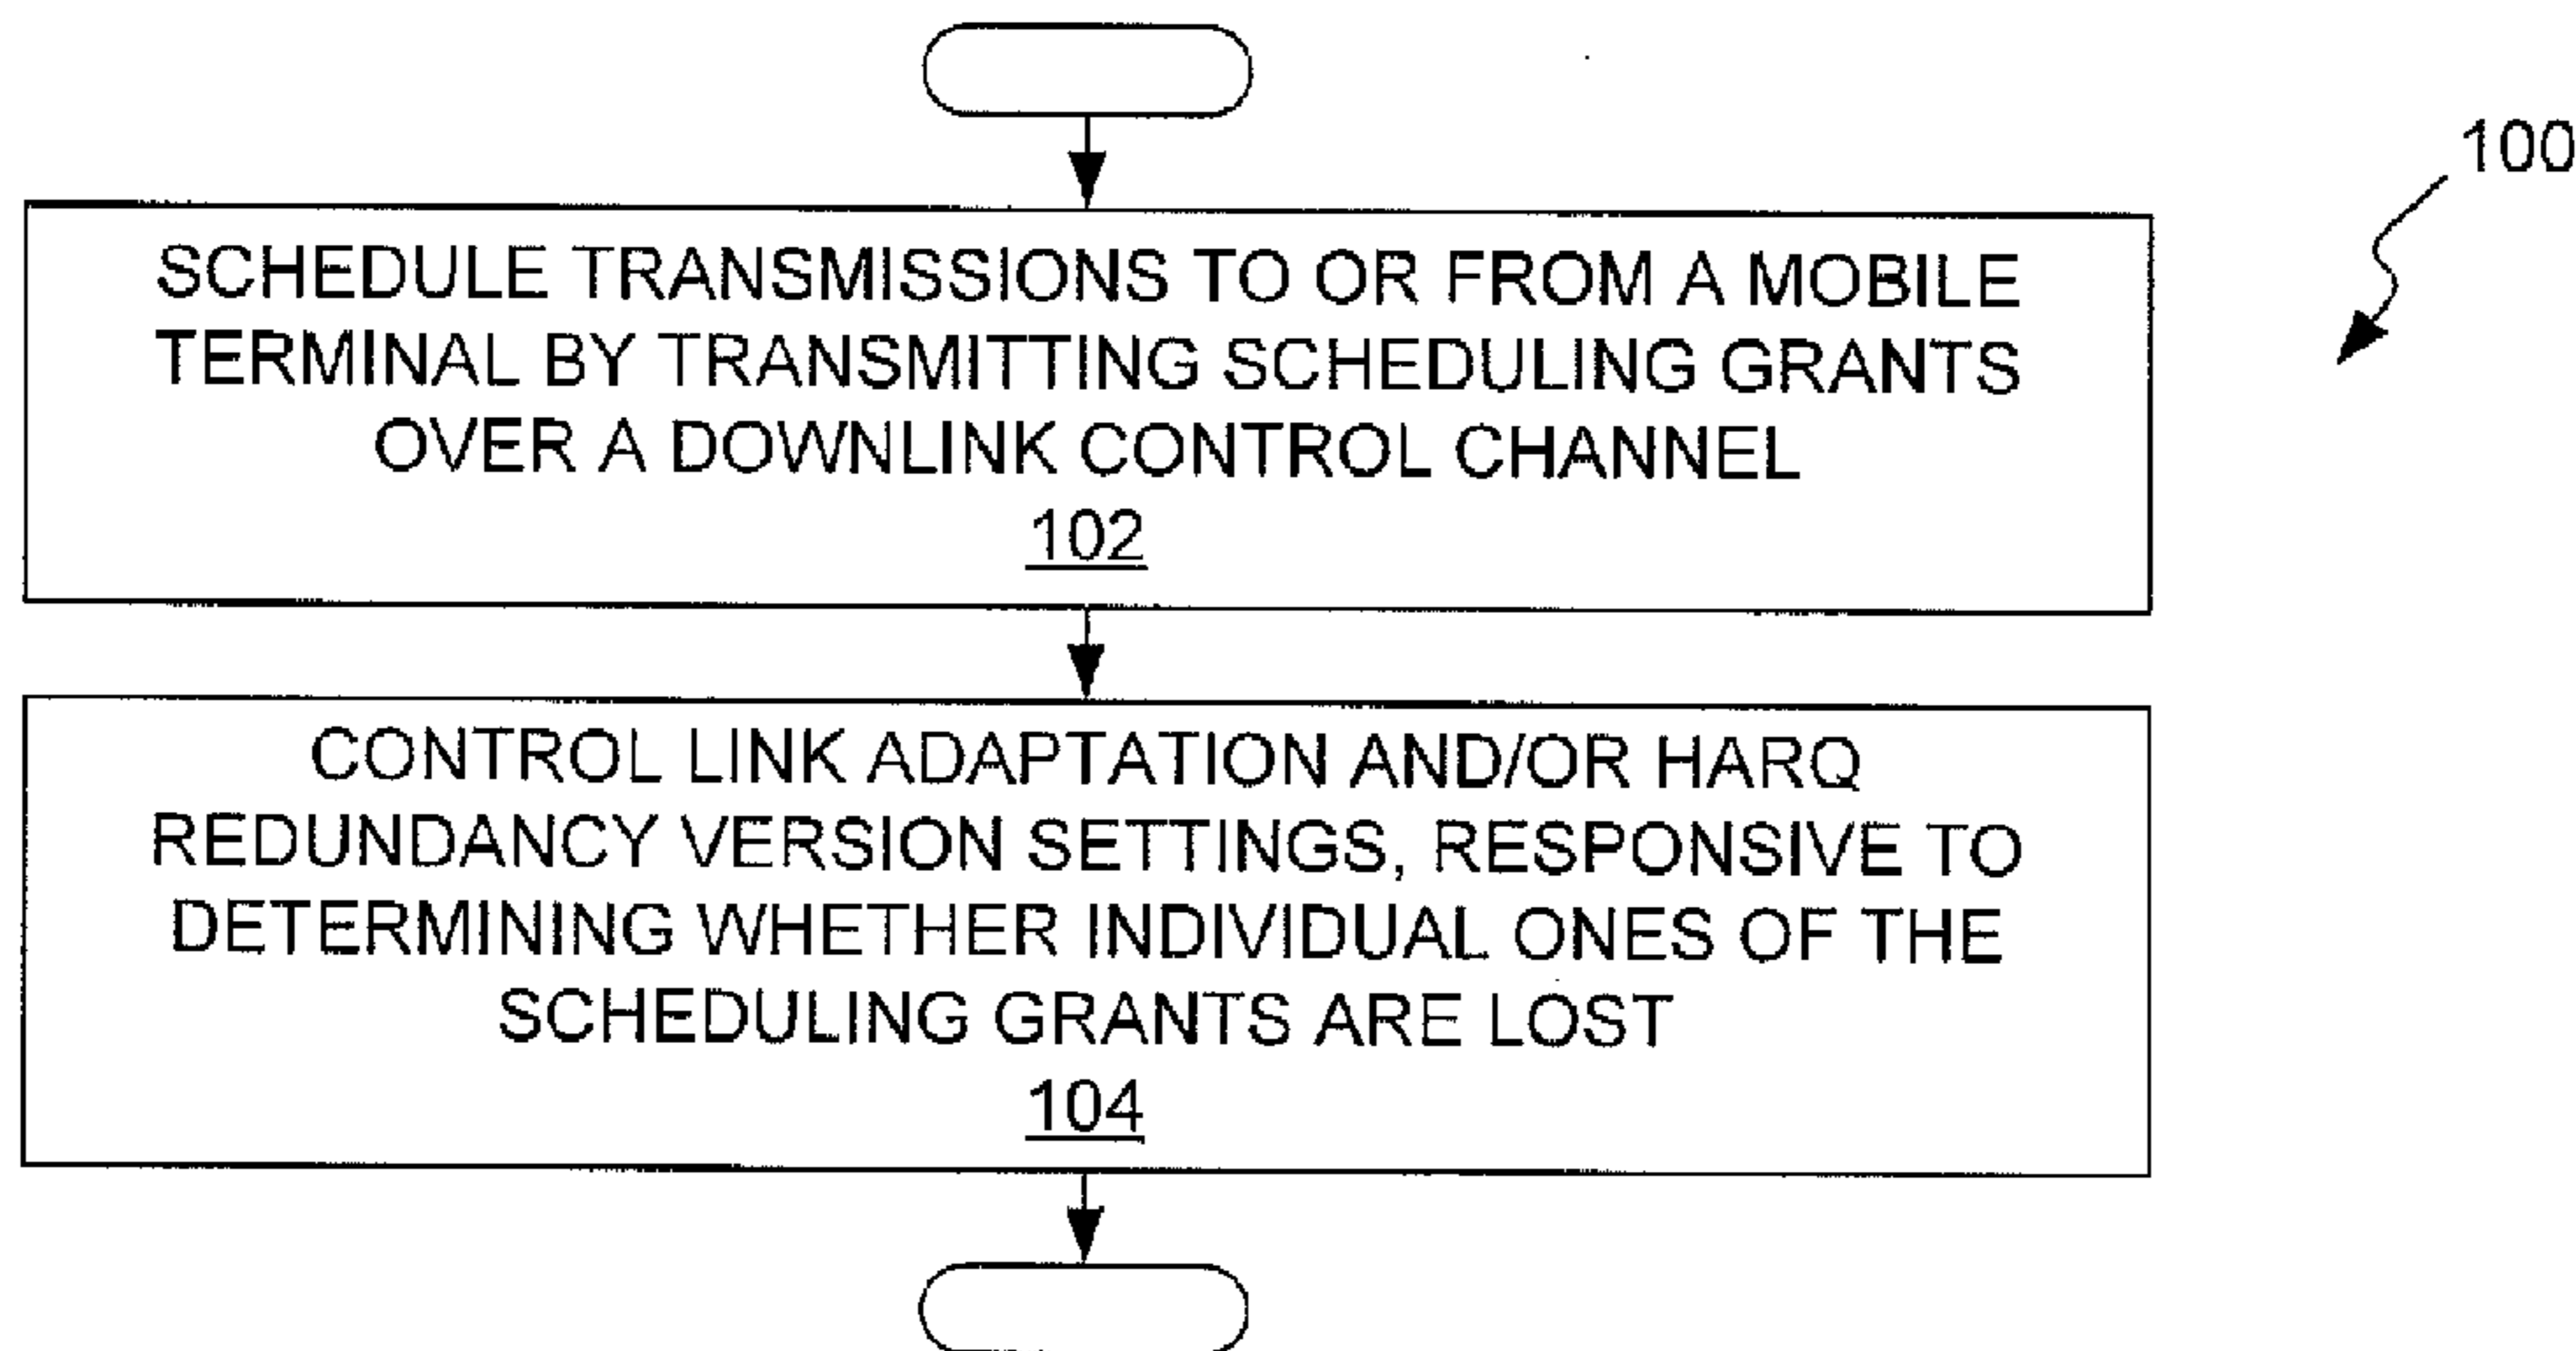 100
SCHEDULE TRANSMISSIONS TO OR FROM A MOBILE
TERMINAL BY TRANSMITTING SCHEDULING GRANTS
OVER A DOWNLINK CONTROL CHANNEL
102
CONTROL LINK ADAPTATION AND/OR HARQ
REDUNDANCY VERSION SETTINGS, RESPONSIVE TO
DETERMINING WHETHER INDIVIDUAL ONES OF THE
SCHEDULING GRANTS ARE LOST
104